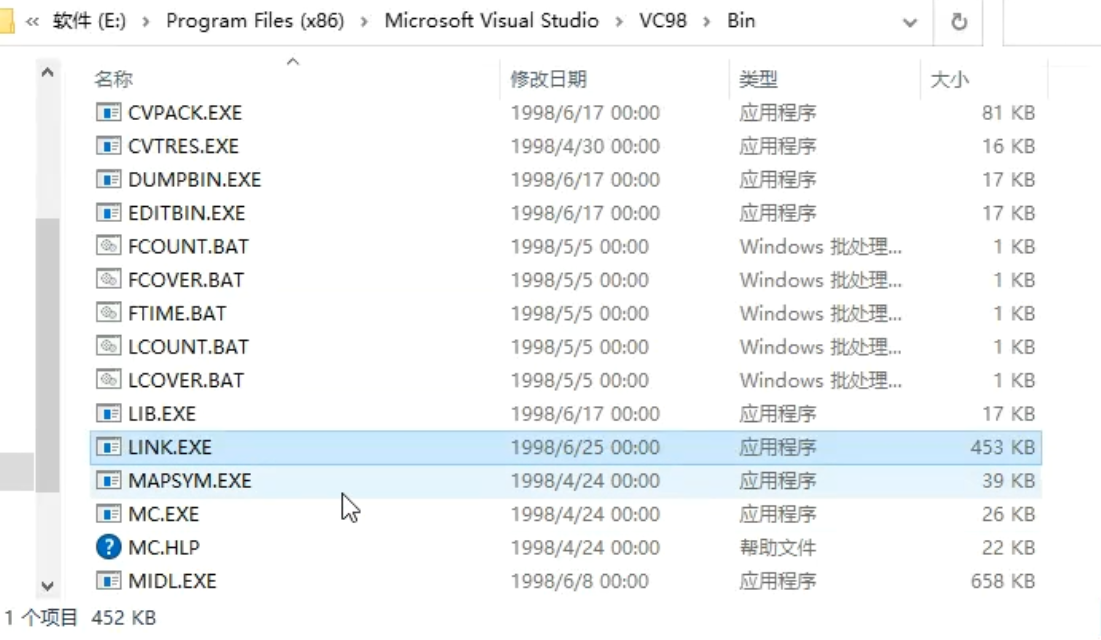 « 软件 (E:) › Program Files (x86) › Microsoft Visual Studio › VC98 › Bin
名称 修改日期 类型 大小
CVPACK.EXE 1998/6/17 00:00 应用程序 81 KB
CVTRES.EXE 1998/4/30 00:00 应用程序 16 KB
DUMPBIN.EXE 1998/6/17 00:00 应用程序 17 KB
EDITBIN.EXE 1998/6/17 00:00 应用程序 17 KB
FCOUNT.BAT 1998/5/5 00:00 Windows 批处理... 1 KB
FCOVER.BAT 1998/5/5 00:00 Windows 批处理... 1 KB
FTIME.BAT 1998/5/5 00:00 Windows 批处理... 1 KB
LCOUNT.BAT 1998/5/5 00:00 Windows 批处理... 1 KB
LCOVER.BAT 1998/5/5 00:00 Windows 批处理... 1 KB
LIB.EXE 1998/6/17 00:00 应用程序 17 KB
LINK.EXE 1998/6/25 00:00 应用程序 453 KB
MAPSYM.EXE 1998/4/24 00:00 应用程序 39 KB
MC.EXE 1998/4/24 00:00 应用程序 26 KB
MC.HLP 1998/4/24 00:00 帮助文件 22 KB
MIDL.EXE 1998/6/8 00:00 应用程序 658 KB
1 个项目 452 KB